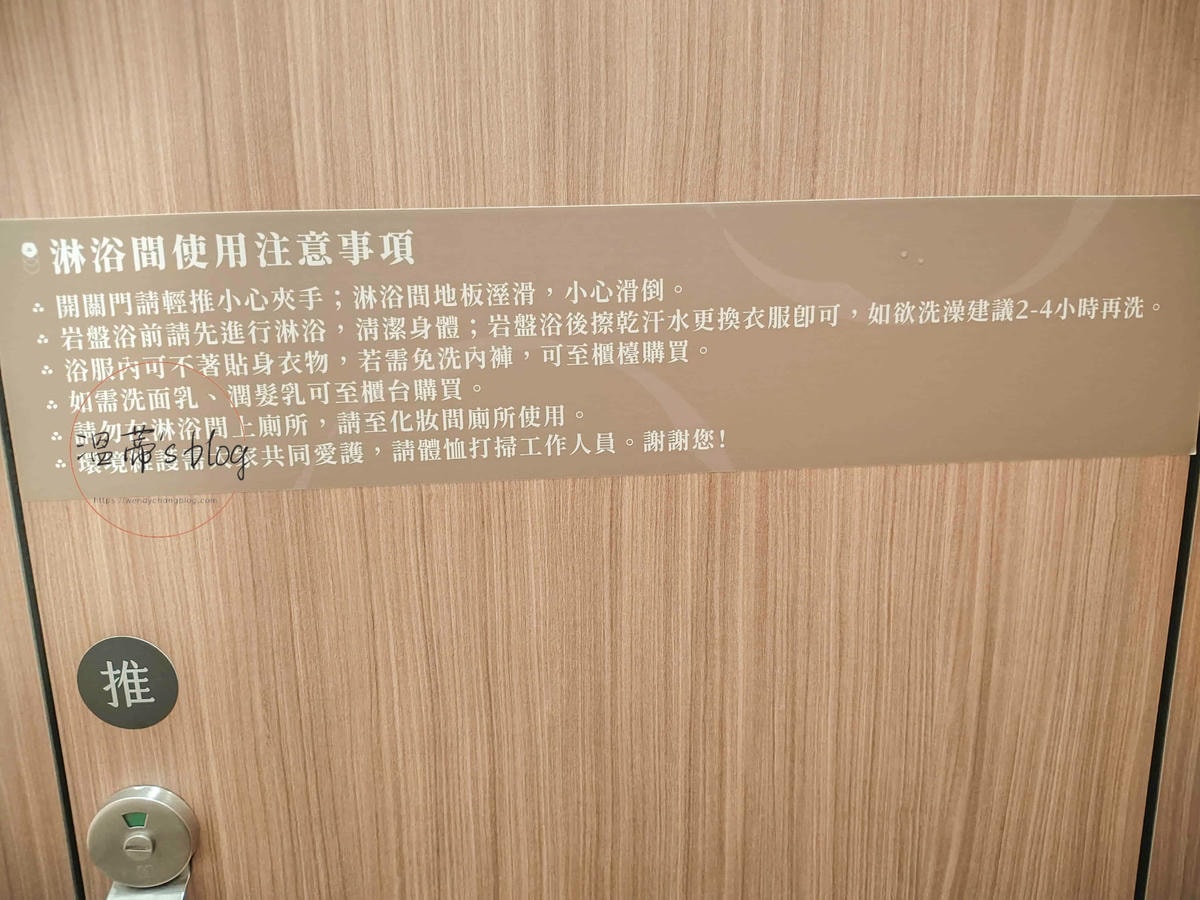 淋浴間使用注意事項
開關門請輕推小心夾手；淋浴間地板溼滑，小心滑倒。
岩盤浴前請先進行淋浴，清潔身體；岩盤浴後擦乾汗水更換衣服即可，如欲洗澡建議2-4小時再洗。
浴服內可不著貼身衣物，若需免洗內褲，可至櫃檯購買。
如需洗面乳、潤髮乳可至櫃台購買。
請勿在淋浴間上廁所，請至化妝間廁所使用。
共同愛護，請體恤打掃工作人員。謝謝您！
溫蒂's blog
https://wendychangblog.com
推